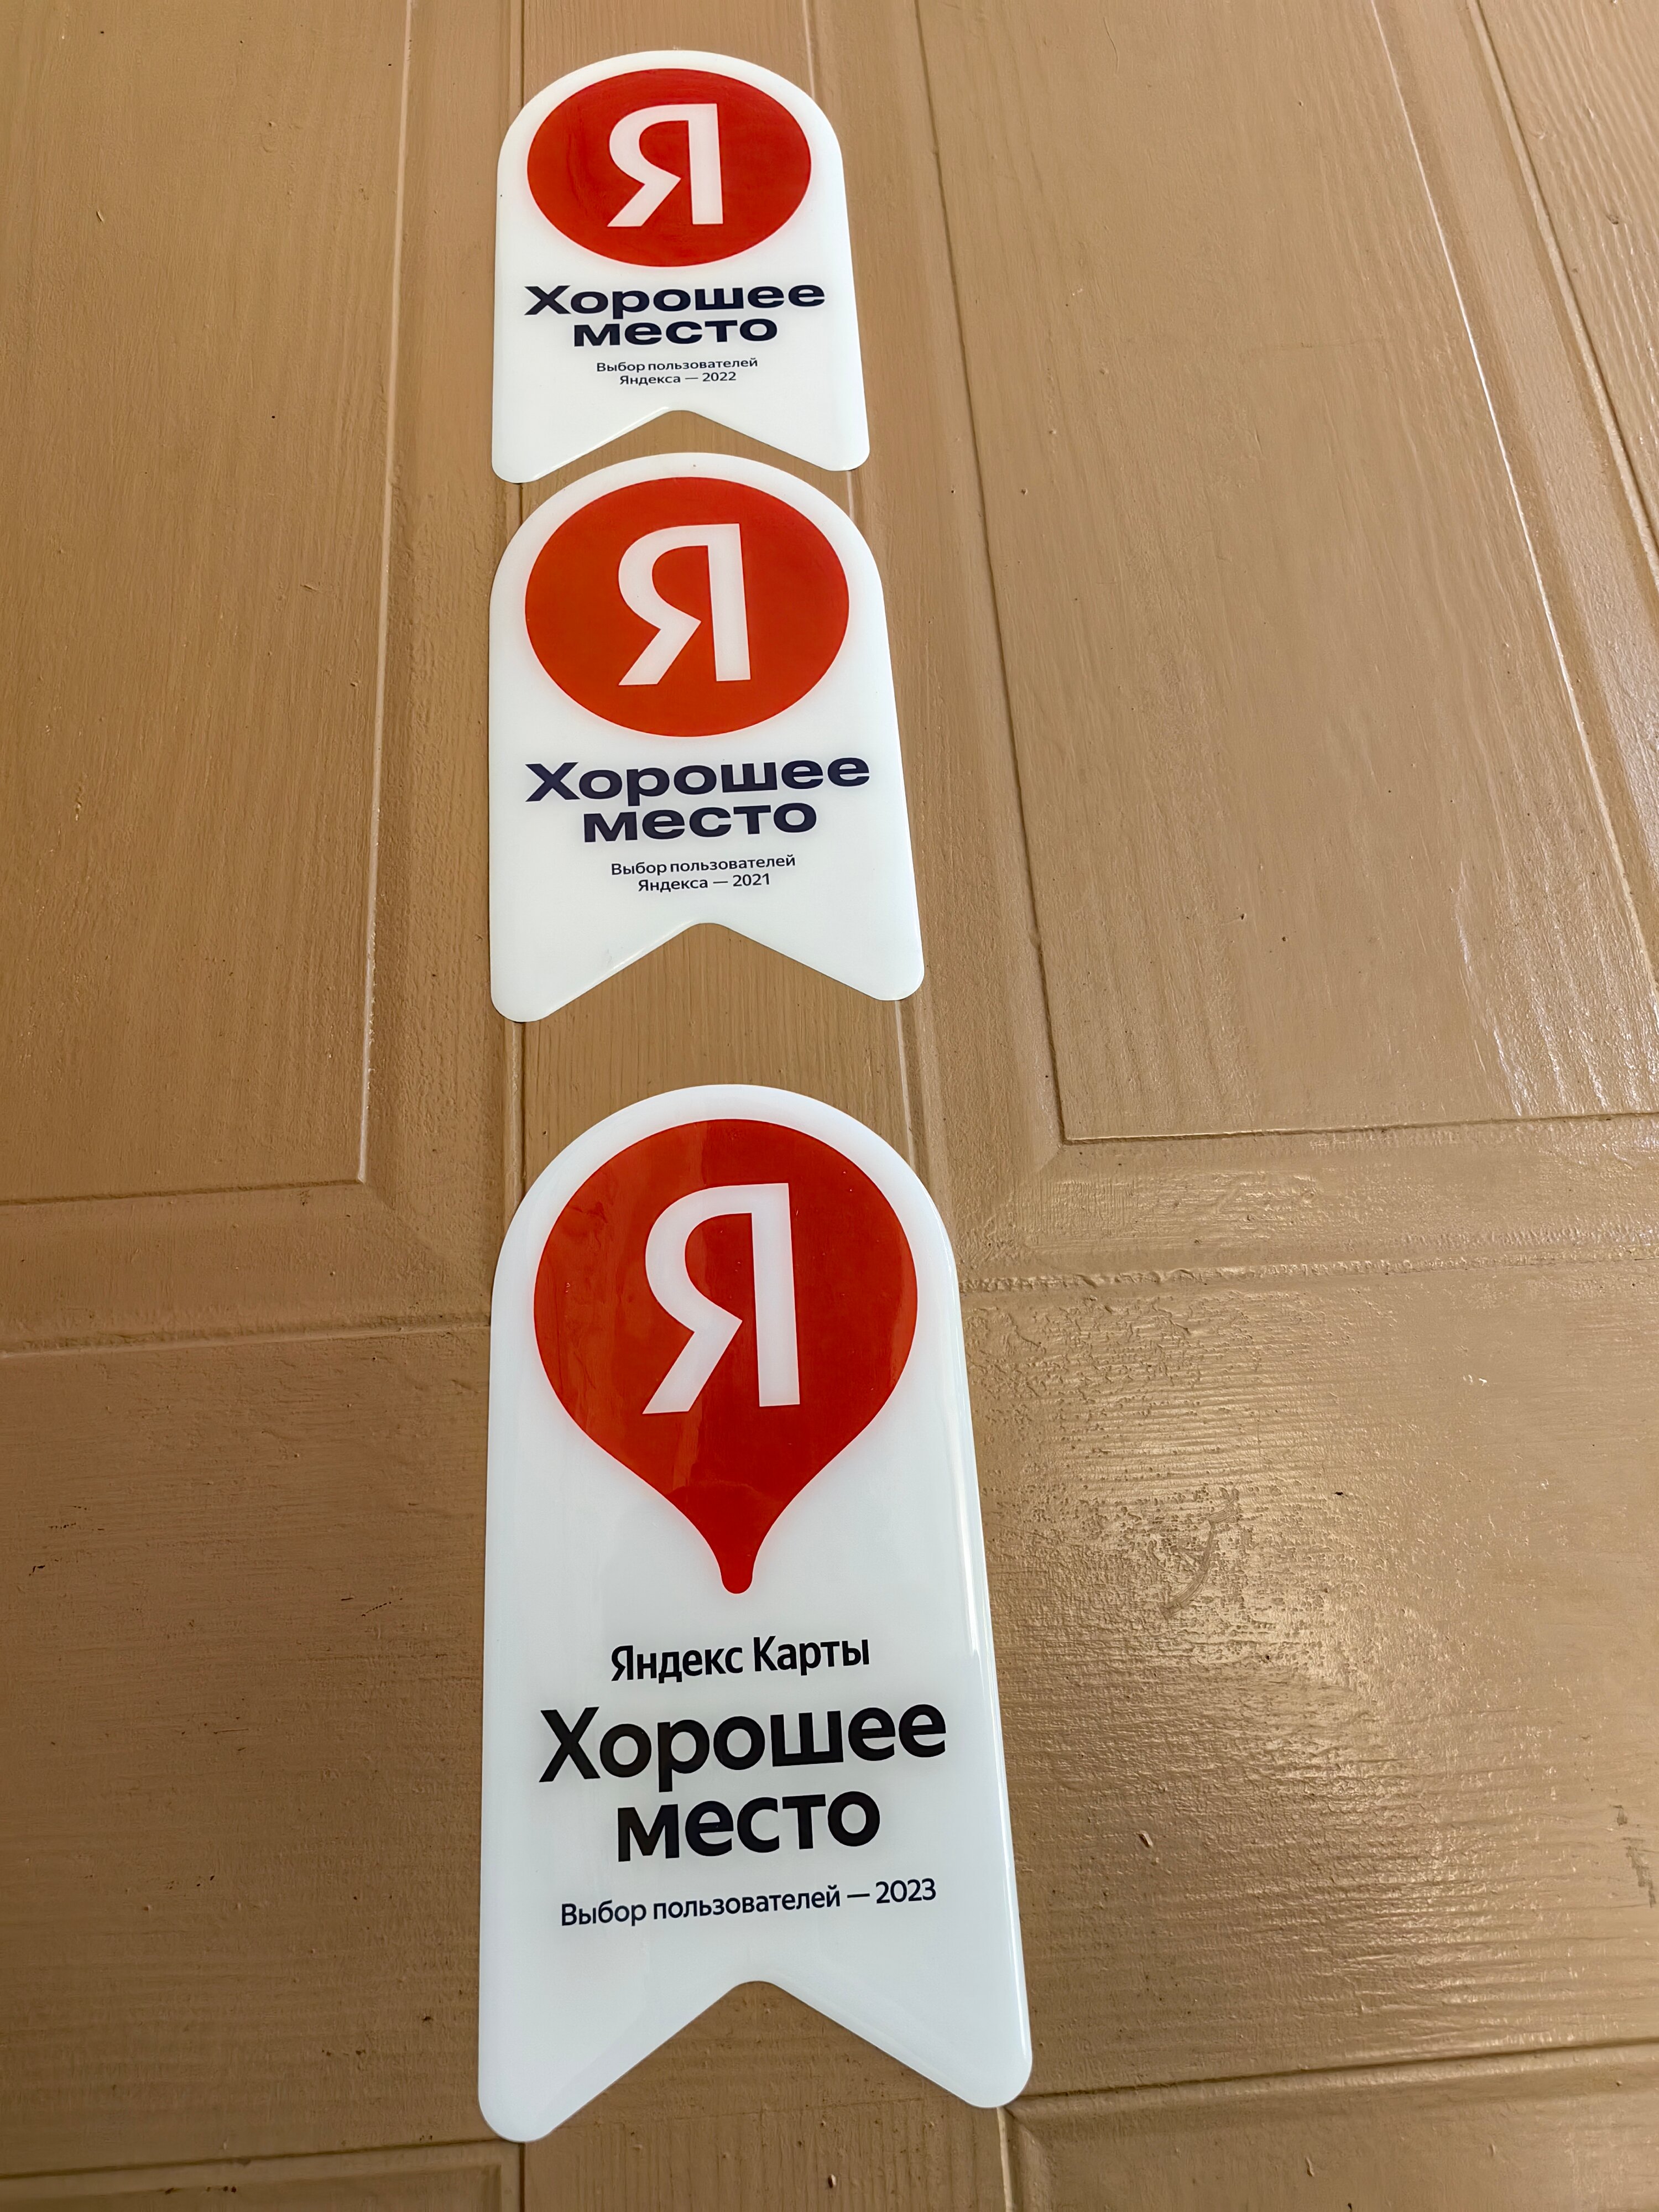 Я
Хорошее
место
Выбор пользователей
Яндекса — 2022
Я
Хорошее
место
Выбор пользователей
Яндекса — 2021
Я
Яндекс Карты
Хорошее
место
Выбор пользователей — 2023